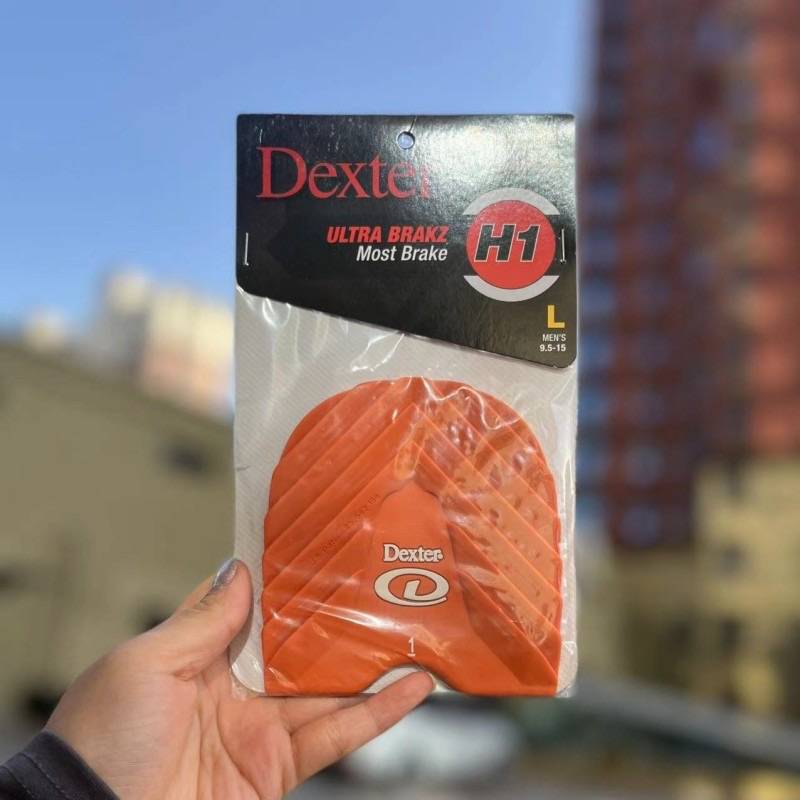 Dexter
ULTRA BRAKZ
Most Brake
H1
L
MEN'S
9.5-15
Dexter
1